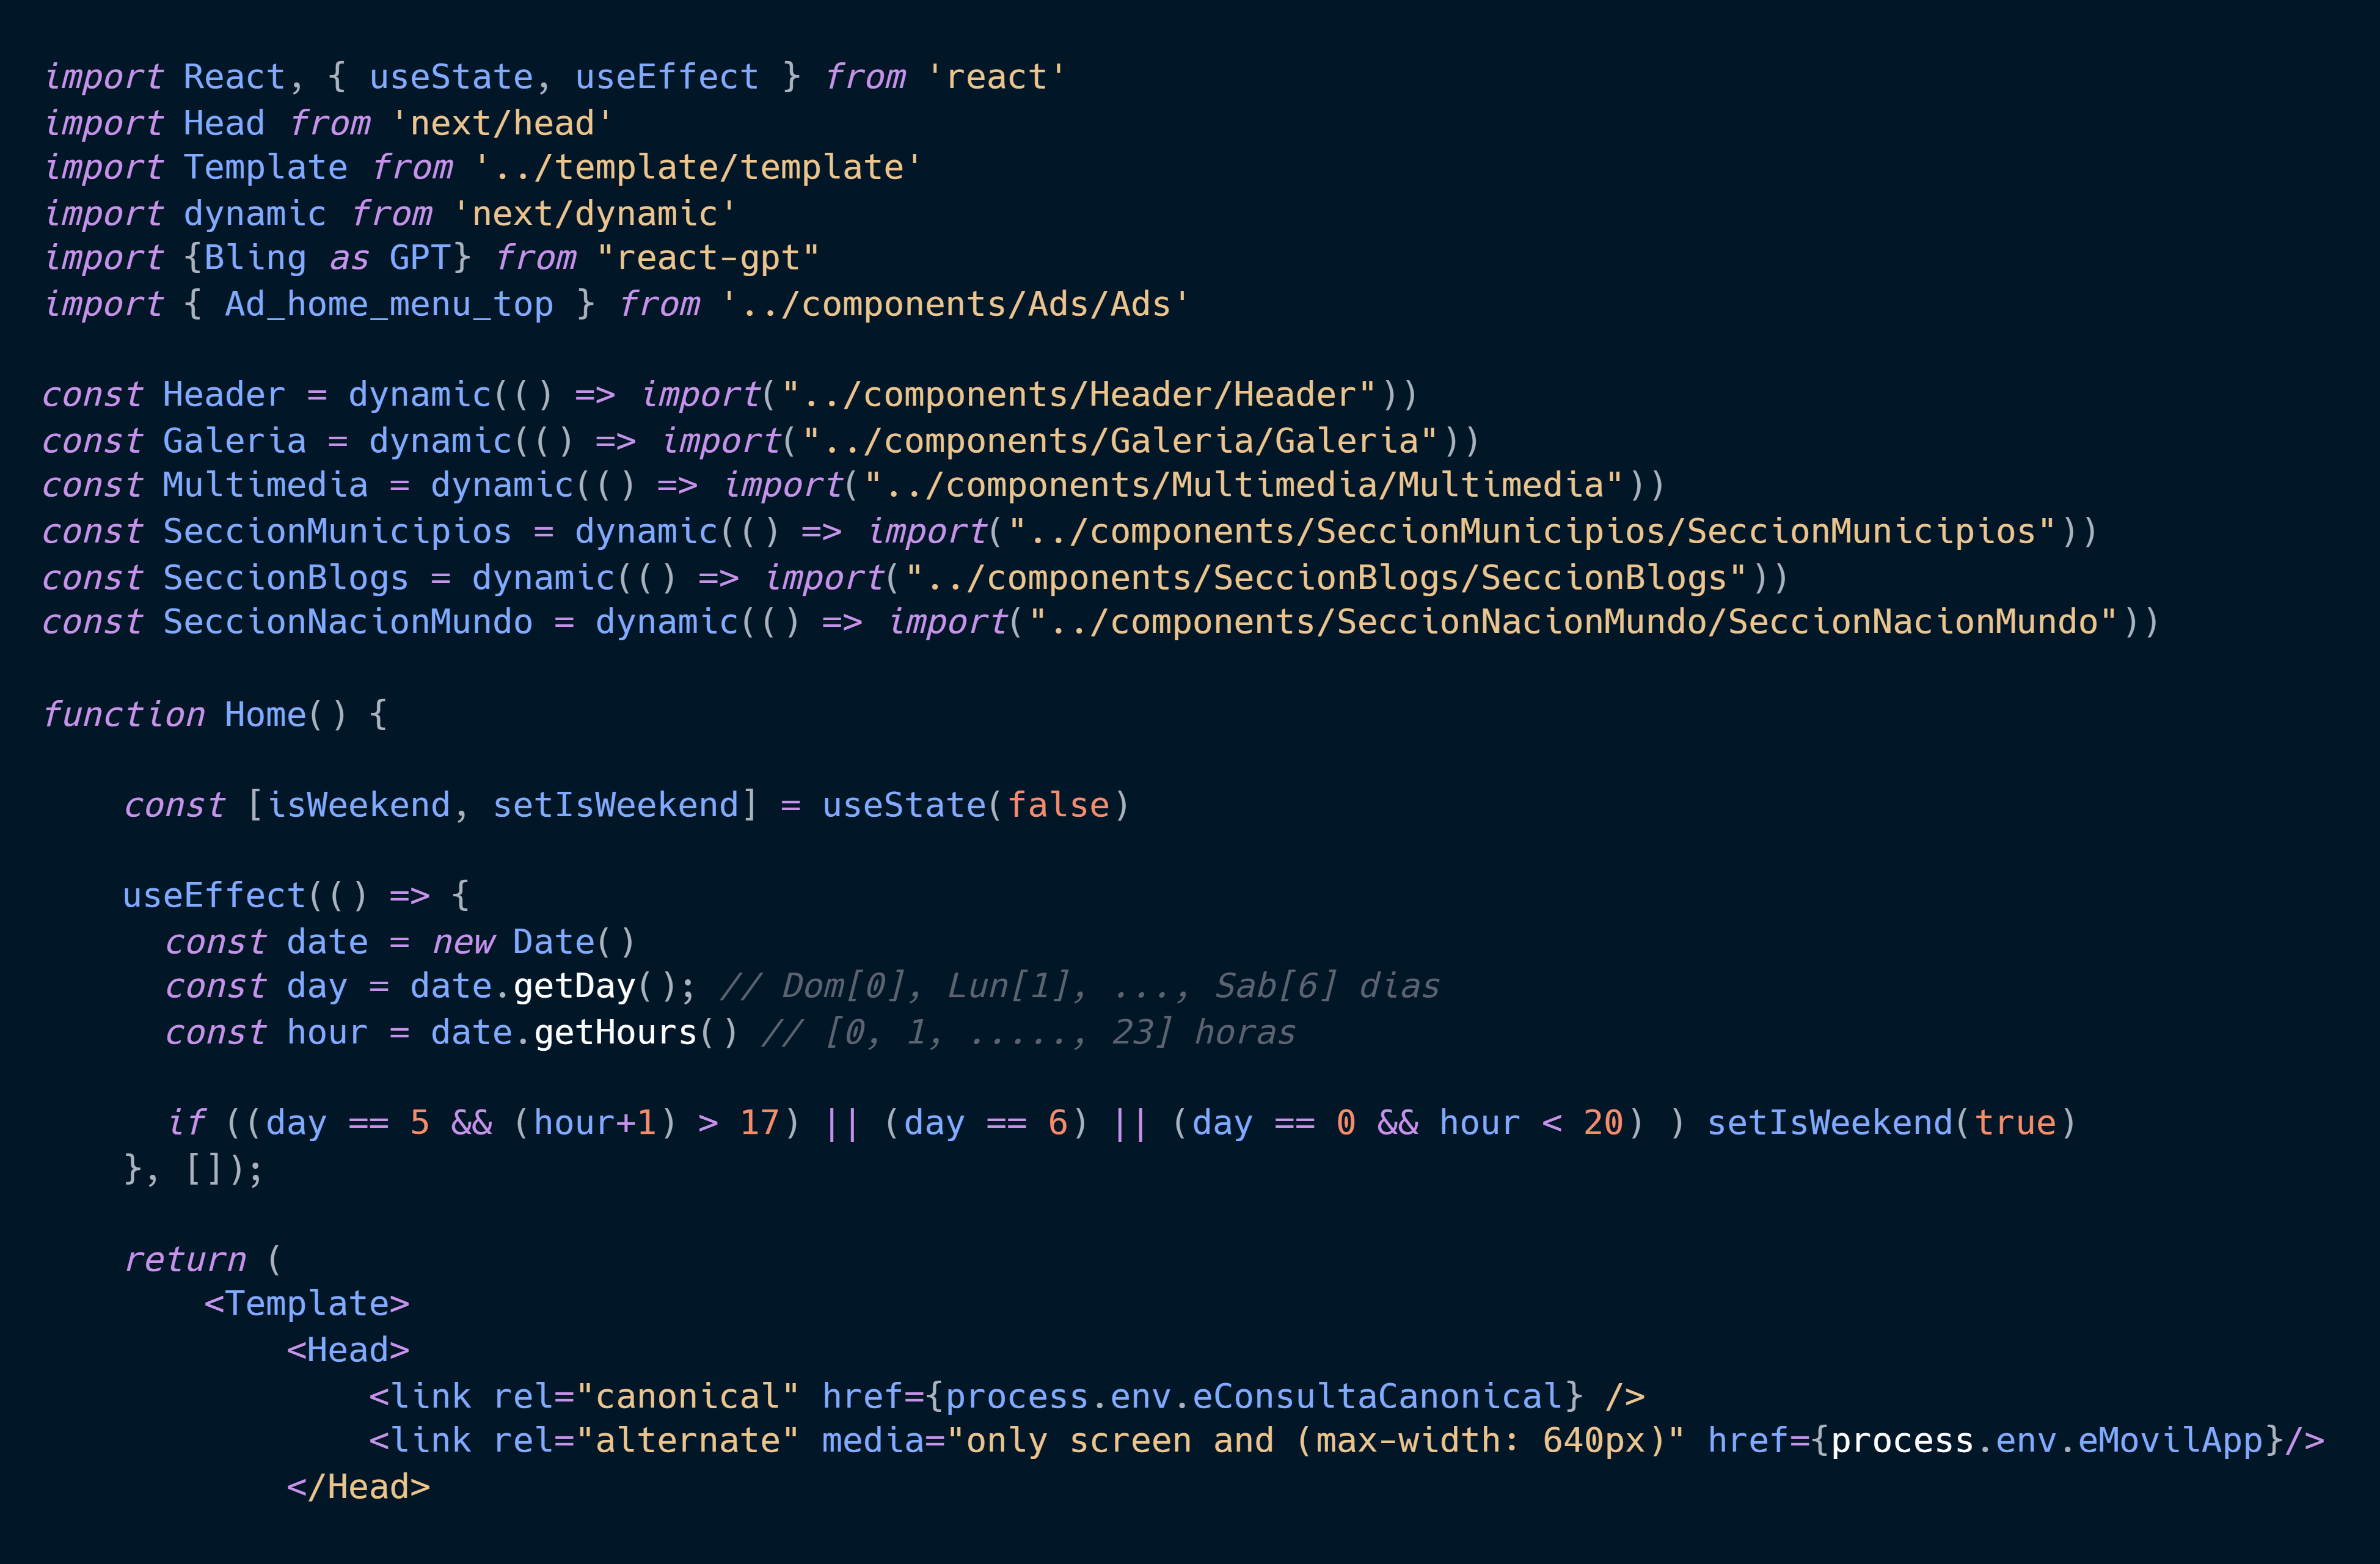 import React, { useState, useEffect } from 'react'
import Head from 'next/head'
import Template from '../template/template'
import dynamic from 'next/dynamic'
import {Bling as GPT} from "react-gpt"
import { Ad_home_menu_top } from '../components/Ads/Ads'

const Header = dynamic(() => import("../components/Header/Header"))
const Galeria = dynamic(() => import("../components/Galeria/Galeria"))
const Multimedia = dynamic(() => import("../components/Multimedia/Multimedia"))
const SeccionMunicipios = dynamic(() => import("../components/SeccionMunicipios/SeccionMunicipios"))
const SeccionBlogs = dynamic(() => import("../components/SeccionBlogs/SeccionBlogs"))
const SeccionNacionMundo = dynamic(() => import("../components/SeccionNacionMundo/SeccionNacionMundo"))

function Home() {

    const [isWeekend, setIsWeekend] = useState(false)

    useEffect(() => {
      const date = new Date()
      const day = date.getDay(); // Dom[0], Lun[1], ..., Sab[6] dias
      const hour = date.getHours() // [0, 1, ....., 23] horas

      if ((day == 5 && (hour+1) > 17) || (day == 6) || (day == 0 && hour < 20) ) setIsWeekend(true)
    }, []);

    return (
        <Template>
            <Head>
                <link rel="canonical" href={process.env.eConsultaCanonical} />
                <link rel="alternate" media="only screen and (max-width: 640px)" href={process.env.eMovilApp}/>
            </Head>